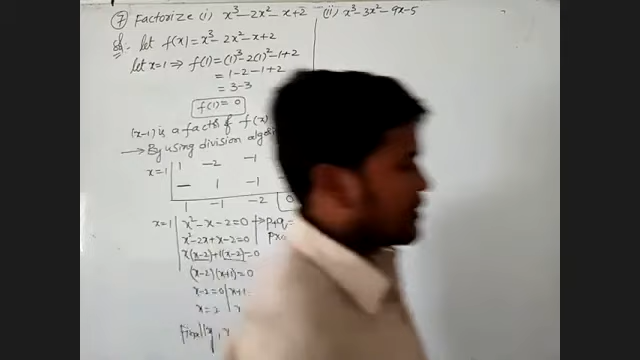 ⑦ Factorize (i) x³-2x²-x+2 (ii) x³-3x²-9x-5
Sol:- let f(x)=x³-2x²-x+2
let x=1 ⇒ f(1)=(1)³-2(1)²-1+2
= 1-2-1+2
= 3-3
f(1)=0
(x-1) is a factor of f(x)
→ By using division
x=1 | 1 -2 -1
— 1 -1
1 -1 -2 0
x=1 | x²-x-2=0 → p+q=
x²-2x+x-2=0
x(x-2)+1(x-2)=0
(x-2)(x+1)=0
x-2=0 | x+1=
x=2
Finally,